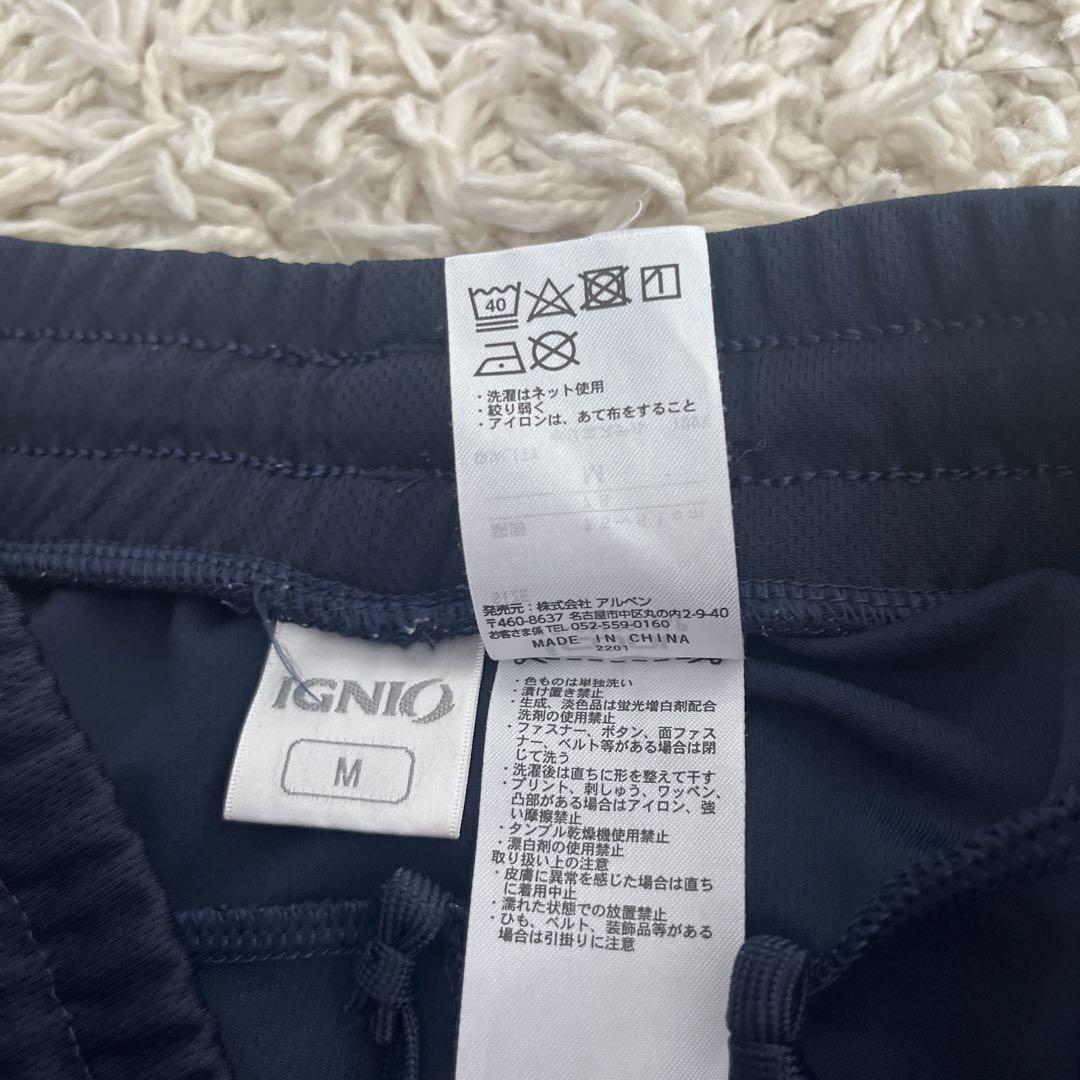 40
・洗濯はネット使用
・絞り弱く
・アイロンは、あて布をすること
発売元：株式会社 アルペン
〒460-8637 名古屋市中区丸の内2-9-40
お客さま係 TEL 052-559-0160
MADE IN CHINA
2201
IGNIO
M
・色ものは単独洗い
・漬け置き禁止
・生成、淡色品は蛍光増白剤配合
洗剤の使用禁止
・ファスナー、ボタン、面ファス
ナー、ベルト等がある場合は閉
じて洗う
・洗濯後は直ちに形を整えて干す
・プリント、刺しゅう、ワッペン、
凸部がある場合はアイロン、強
い摩擦禁止
・タンブル乾燥機使用禁止
・漂白剤の使用禁止
取り扱い上の注意
・皮膚に異常を感じた場合は直ち
に着用中止
・濡れた状態での放置禁止
・ひも、ベルト、装飾品等がある
場合は引掛りに注意